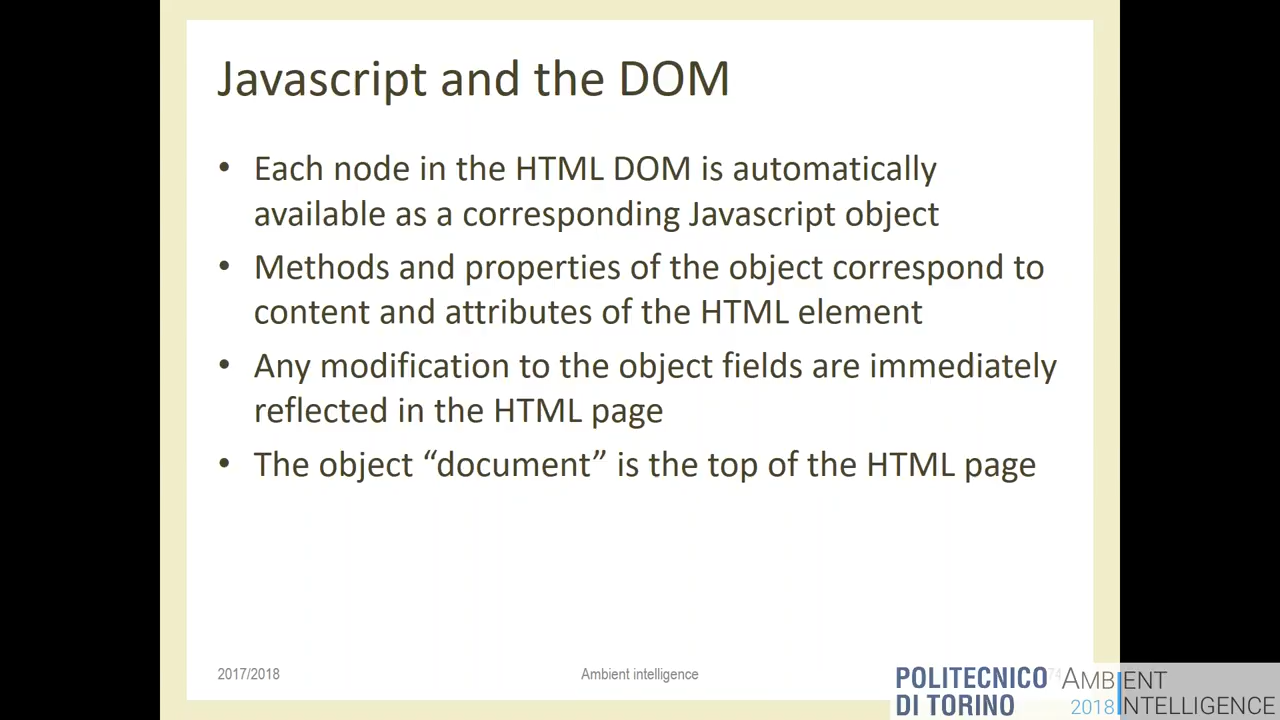 Javascript and the DOM
• Each node in the HTML DOM is automatically
available as a corresponding Javascript object
• Methods and properties of the object correspond to
content and attributes of the HTML element
• Any modification to the object fields are immediately
reflected in the HTML page
• The object “document” is the top of the HTML page
2017/2018
Ambient intelligence
POLITECNICO
DI TORINO
AMBIENT
2018 INTELLIGENCE